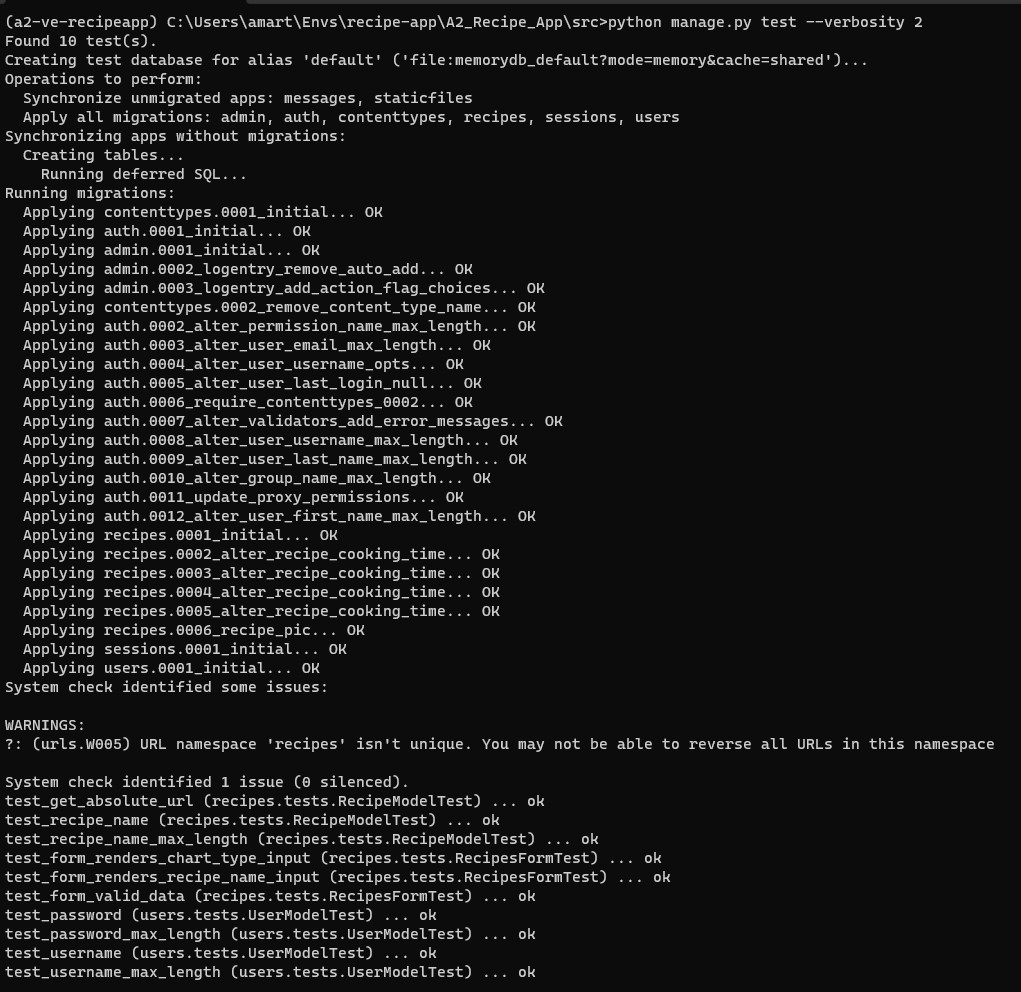 (a2-ve-recipeapp) C:\Users\amart\Envs\recipe-app\A2_Recipe_App\src>python manage.py test --verbosity 2
Found 10 test(s).
Creating test database for alias 'default' ('file:memorydb_default?mode=memory&cache=shared')...
Operations to perform:
  Synchronize unmigrated apps: messages, staticfiles
  Apply all migrations: admin, auth, contenttypes, recipes, sessions, users
Synchronizing apps without migrations:
  Creating tables...
    Running deferred SQL...
Running migrations:
  Applying contenttypes.0001_initial... OK
  Applying auth.0001_initial... OK
  Applying admin.0001_initial... OK
  Applying admin.0002_logentry_remove_auto_add... OK
  Applying admin.0003_logentry_add_action_flag_choices... OK
  Applying contenttypes.0002_remove_content_type_name... OK
  Applying auth.0002_alter_permission_name_max_length... OK
  Applying auth.0003_alter_user_email_max_length... OK
  Applying auth.0004_alter_user_username_opts... OK
  Applying auth.0005_alter_user_last_login_null... OK
  Applying auth.0006_require_contenttypes_0002... OK
  Applying auth.0007_alter_validators_add_error_messages... OK
  Applying auth.0008_alter_user_username_max_length... OK
  Applying auth.0009_alter_user_last_name_max_length... OK
  Applying auth.0010_alter_group_name_max_length... OK
  Applying auth.0011_update_proxy_permissions... OK
  Applying auth.0012_alter_user_first_name_max_length... OK
  Applying recipes.0001_initial... OK
  Applying recipes.0002_alter_recipe_cooking_time... OK
  Applying recipes.0003_alter_recipe_cooking_time... OK
  Applying recipes.0004_alter_recipe_cooking_time... OK
  Applying recipes.0005_alter_recipe_cooking_time... OK
  Applying recipes.0006_recipe_pic... OK
  Applying sessions.0001_initial... OK
  Applying users.0001_initial... OK
System check identified some issues:

WARNINGS:
?: (urls.W005) URL namespace 'recipes' isn't unique. You may not be able to reverse all URLs in this namespace

System check identified 1 issue (0 silenced).
test_get_absolute_url (recipes.tests.RecipeModelTest) ... ok
test_recipe_name (recipes.tests.RecipeModelTest) ... ok
test_recipe_name_max_length (recipes.tests.RecipeModelTest) ... ok
test_form_renders_chart_type_input (recipes.tests.RecipesFormTest) ... ok
test_form_renders_recipe_name_input (recipes.tests.RecipesFormTest) ... ok
test_form_valid_data (recipes.tests.RecipesFormTest) ... ok
test_password (users.tests.UserModelTest) ... ok
test_password_max_length (users.tests.UserModelTest) ... ok
test_username (users.tests.UserModelTest) ... ok
test_username_max_length (users.tests.UserModelTest) ... ok